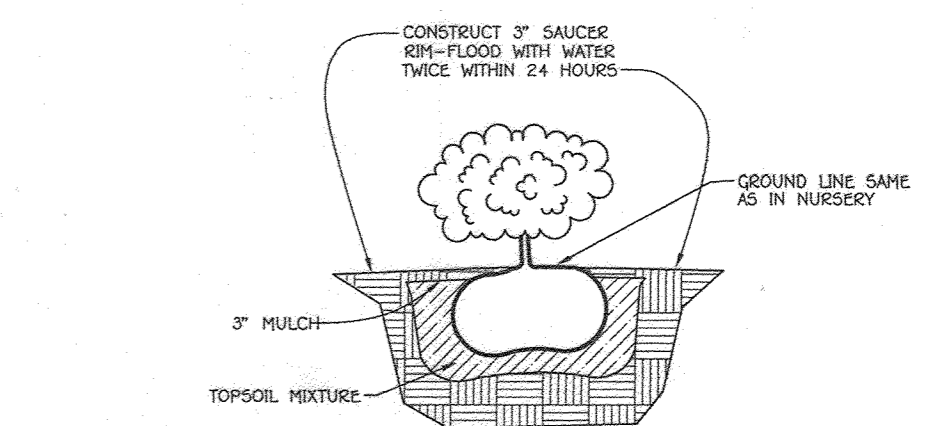 CONSTRUCT 3" SAUCER
RIM-FLOOD WITH WATER
TWICE WITHIN 24 HOURS
GROUND LINE SAME
AS IN NURSERY
3" MULCH
TOPSOIL MIXTURE